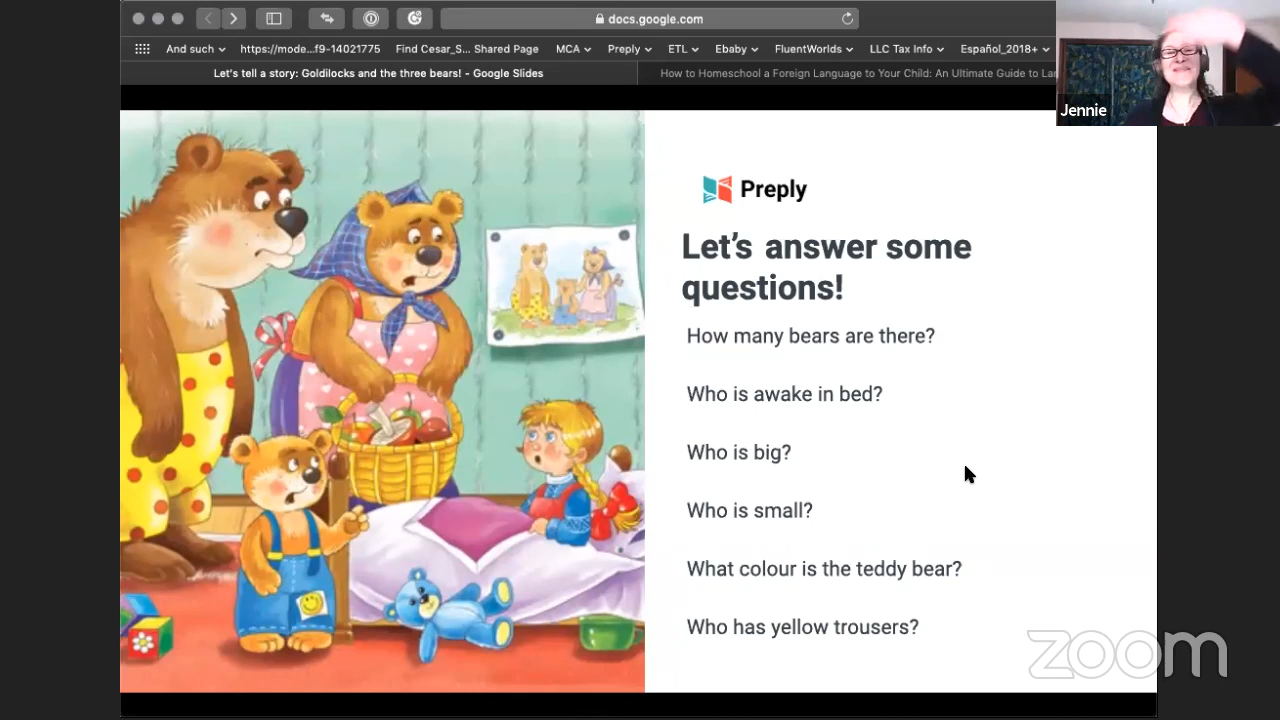 docs.google.com
And such
https://mode...f9-14021775
Find Cesar_S... Shared Page
MCA
Preply
ETL
Ebaby
FluentWorlds
LLC Tax Info
Español_2018+
Let's tell a story: Goldilocks and the three bears! - Google Slides
How to Homeschool a Foreign Language to Your Child: An Ultimate Guide to Lan
Jennie
Preply
Let's answer some
questions!
How many bears are there?
Who is awake in bed?
Who is big?
Who is small?
What colour is the teddy bear?
Who has yellow trousers?
zoom